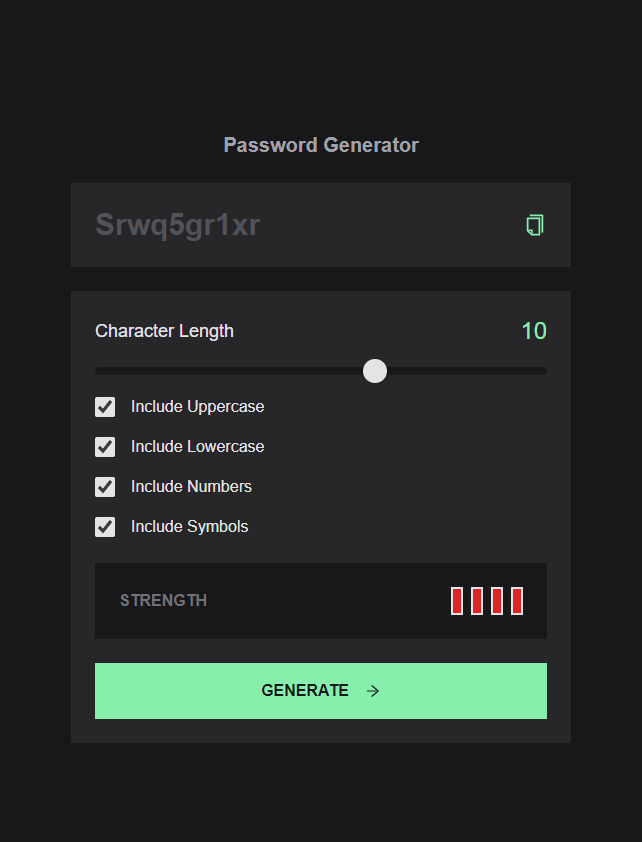 Password Generator
Srwq5gr1xr
Character Length
10
Include Uppercase
Include Lowercase
Include Numbers
Include Symbols
STRENGTH
GENERATE